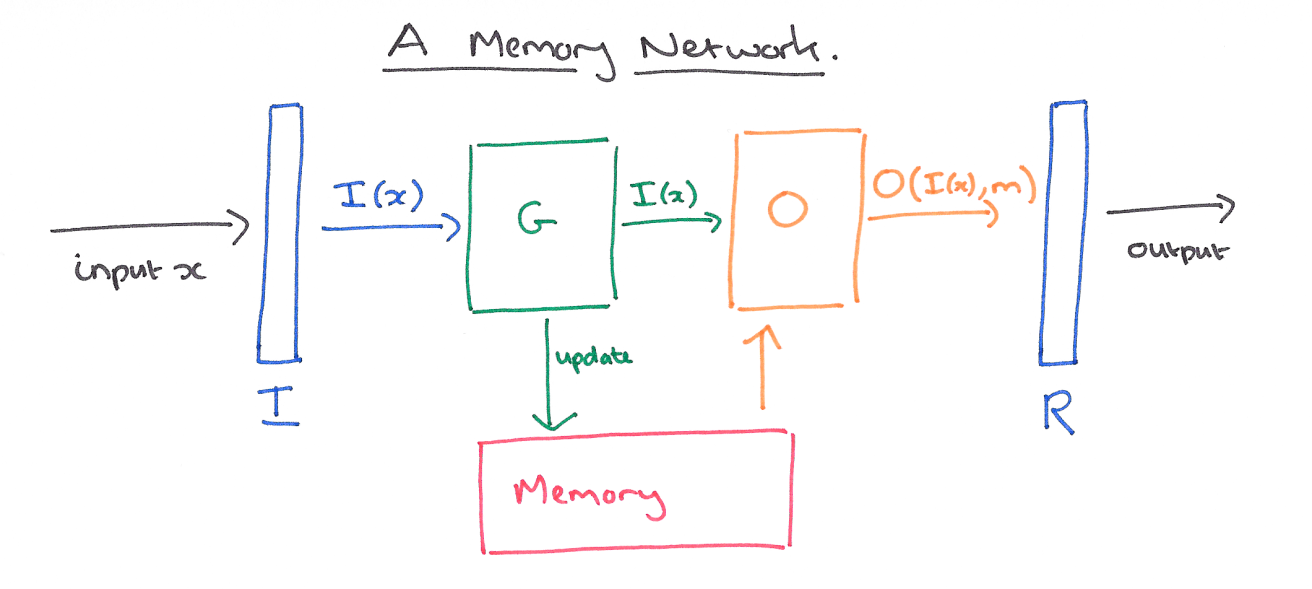 A Memory Network.
I(x)
G
I(x)
O
O(I(x),m)
input x
output
update
I
R
Memory